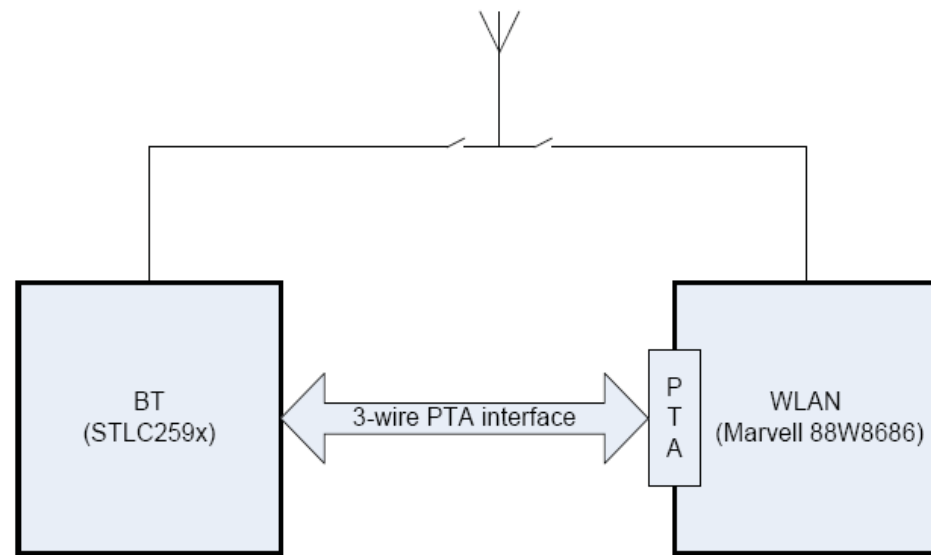 BT
(STLC259x)
3-wire PTA interface
P
T
A
WLAN
(Marvell 88W8686)